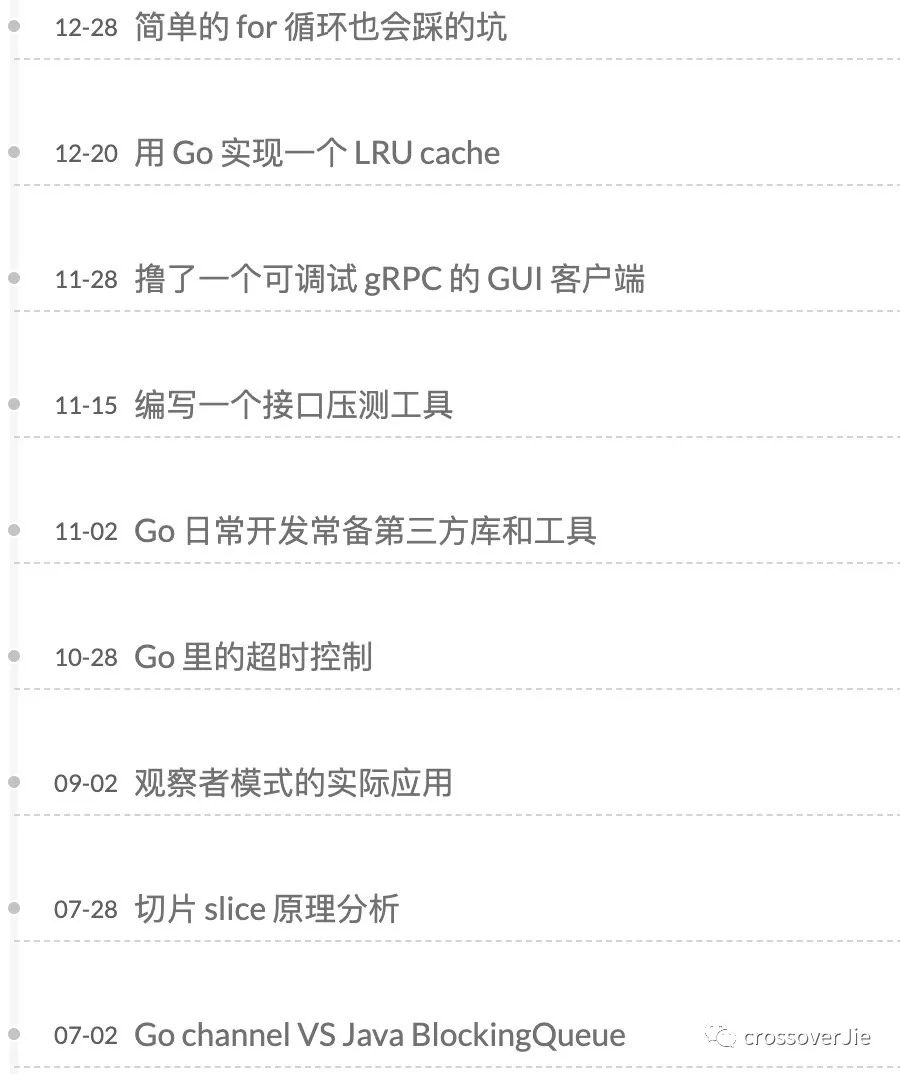 12-28 简单的 for 循环也会踩的坑
12-20 用 Go 实现一个 LRU cache
11-28 撸了一个可调试 gRPC 的 GUI 客户端
11-15 编写一个接口压测工具
11-02 Go 日常开发常备第三方库和工具
10-28 Go 里的超时控制
09-02 观察者模式的实际应用
07-28 切片 slice 原理分析
07-02 Go channel VS Java BlockingQueue
crossoverJie